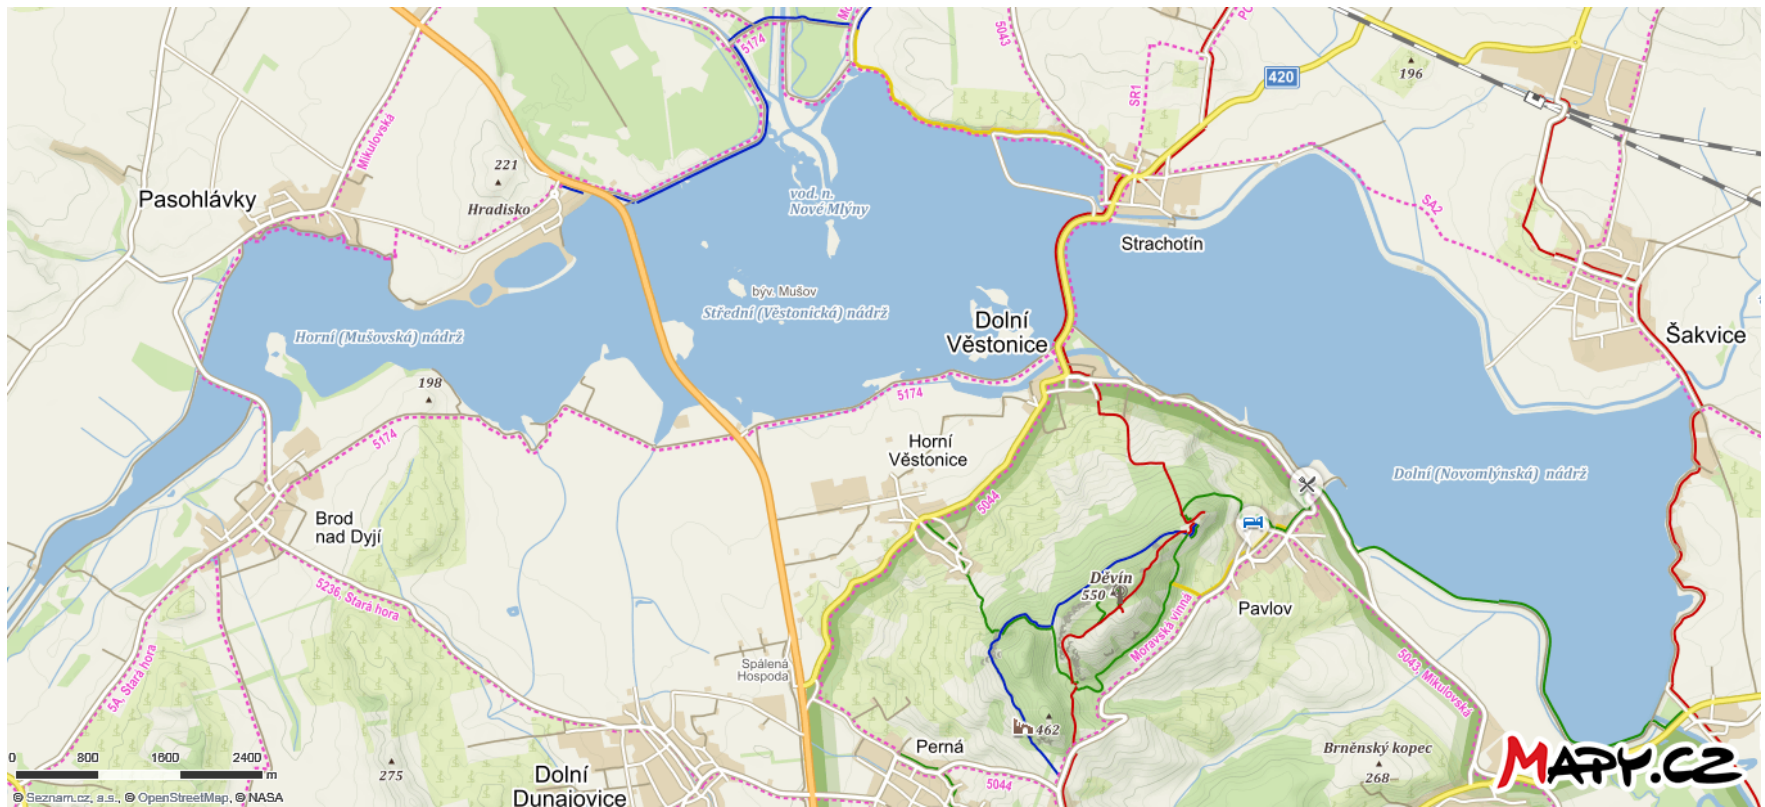 5174
5043
420
196
SR1
Mikulovská
221
Hradisko
Pasohlávky
vod. n.
Nové Mlýny
SA2
Strachotín
býv. Mušov
Střední (Věstonická) nádrž
Horní (Mušovská) nádrž
Dolní
Věstonice
Šakvice
198
5174
5174
Horní
Věstonice
Dolní (Novomlýnská) nádrž
5044
Brod
nad Dyjí
Děvín
550
Pavlov
5236, Stará hora
Moravská vinná
5A, Stará hora
Spálená
Hospoda
5043, Mikulovská
462
Perná
Brněnský kopec
268
275
Dolní
Dunajovice
5044
0 800 1600 2400 m
MAPY.CZ
© Seznam.cz, a.s., © OpenStreetMap, © NASA